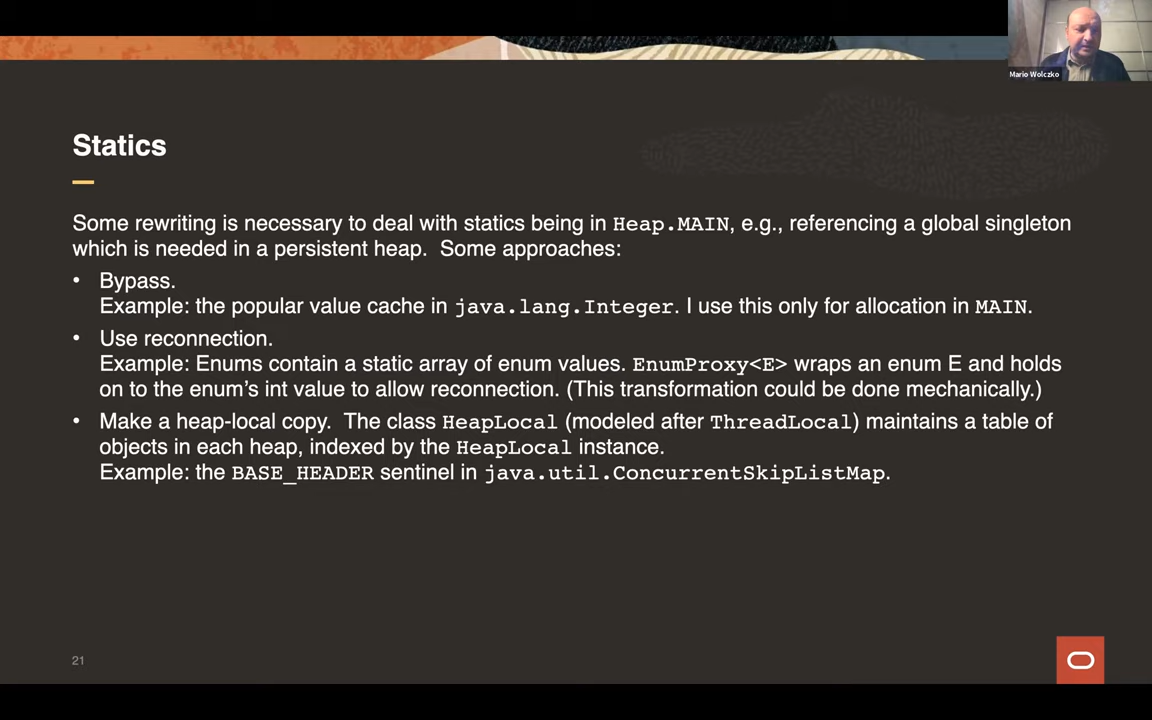 Mario Wolczko
Statics
Some rewriting is necessary to deal with statics being in Heap.MAIN, e.g., referencing a global singleton
which is needed in a persistent heap.  Some approaches:
• Bypass.
Example: the popular value cache in java.lang.Integer. I use this only for allocation in MAIN.
• Use reconnection.
Example: Enums contain a static array of enum values. EnumProxy<E> wraps an enum E and holds
on to the enum’s int value to allow reconnection. (This transformation could be done mechanically.)
• Make a heap-local copy.  The class HeapLocal (modeled after ThreadLocal) maintains a table of
objects in each heap, indexed by the HeapLocal instance.
Example: the BASE_HEADER sentinel in java.util.ConcurrentSkipListMap.
21